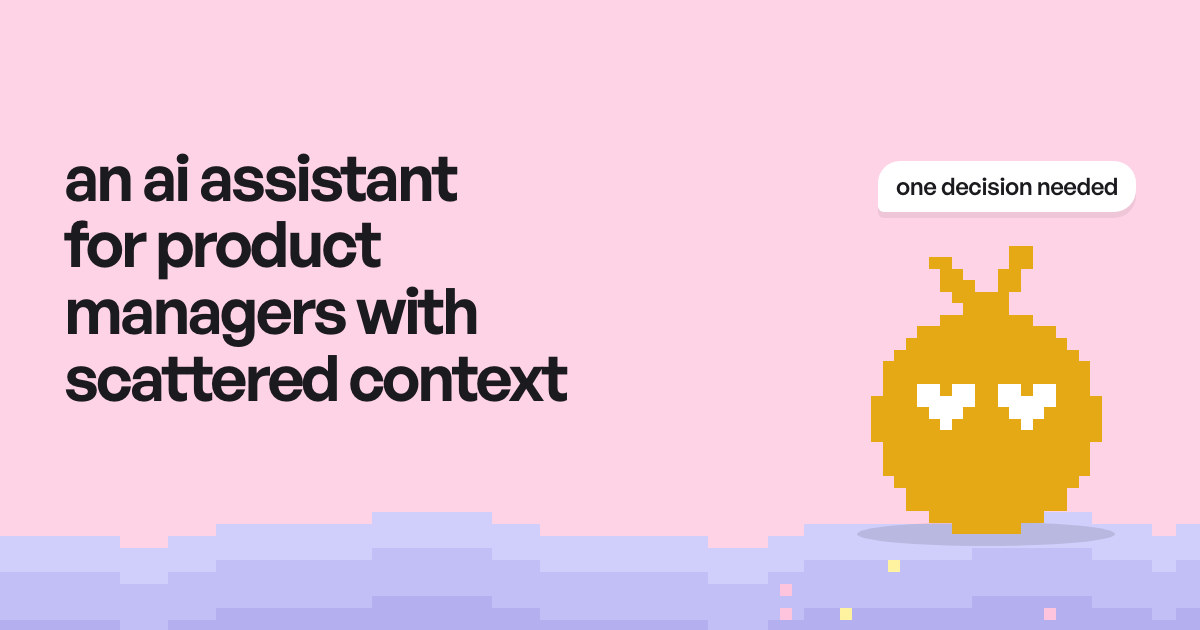 an ai assistant
for product
managers with
scattered context
one decision needed